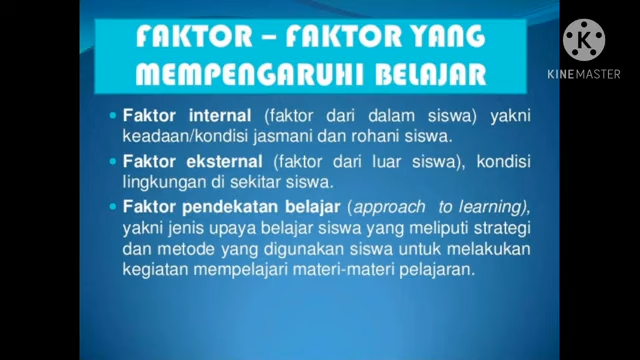 FAKTOR – FAKTOR YANG
MEMPENGARUHI BELAJAR
K
KINEMASTER
• Faktor internal (faktor dari dalam siswa) yakni
keadaan/kondisi jasmani dan rohani siswa.
• Faktor eksternal (faktor dari luar siswa), kondisi
lingkungan di sekitar siswa.
• Faktor pendekatan belajar (approach to learning),
yakni jenis upaya belajar siswa yang meliputi strategi
dan metode yang digunakan siswa untuk melakukan
kegiatan mempelajari materi-materi pelajaran.